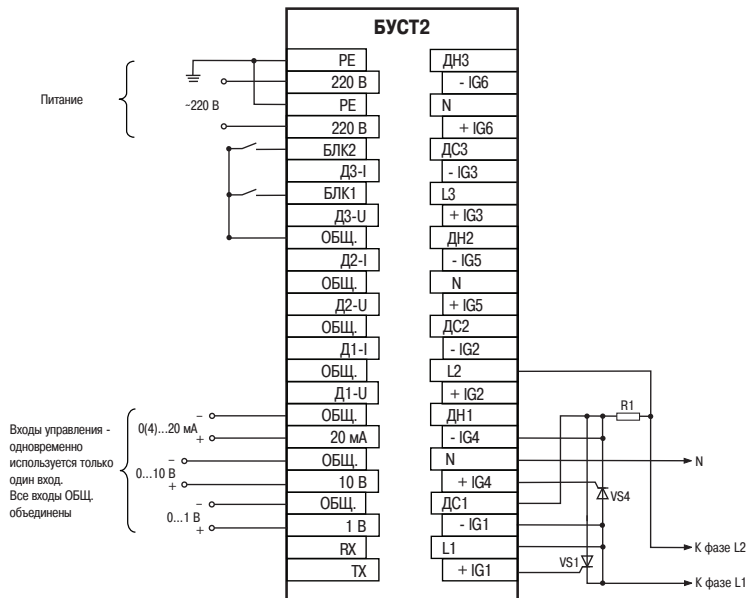 БУСТ2
Питание
~220 В
PE
220 В
PE
220 В
БЛК2
Д3-I
БЛК1
Д3-U
ОБЩ.
Д2-I
ОБЩ.
Д2-U
ОБЩ.
Д1-I
ОБЩ.
Д1-U
ОБЩ.
20 мА
ОБЩ.
10 В
ОБЩ.
1 В
RX
TX
Входы управления -
одновременно
используется только
один вход.
Все входы ОБЩ.
объединены
−
0(4)...20 мА
+
−
0...10 В
+
−
0...1 В
+
ДН3
- IG6
N
+ IG6
ДС3
- IG3
L3
+ IG3
ДН2
- IG5
N
+ IG5
ДС2
- IG2
L2
+ IG2
ДН1
- IG4
N
+ IG4
ДС1
- IG1
L1
+ IG1
R1
N
VS4
VS1
К фазе L2
К фазе L1